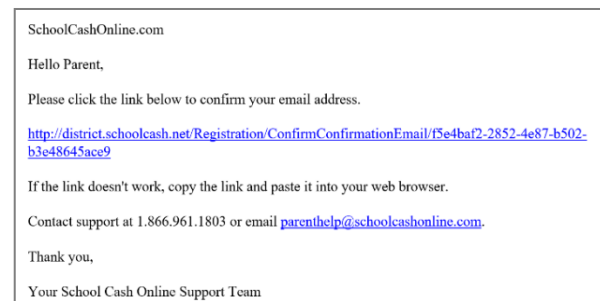 SchoolCashOnline.com
Hello Parent,
Please click the link below to confirm your email address.
http://district.schoolcash.net/Registration/ConfirmConfirmationEmail/f5e4baf2-2852-4e87-b502-
b3e48645ace9
If the link doesn't work, copy the link and paste it into your web browser.
Contact support at 1.866.961.1803 or email parenthelp@schoolcashonline.com.
Thank you,
Your School Cash Online Support Team